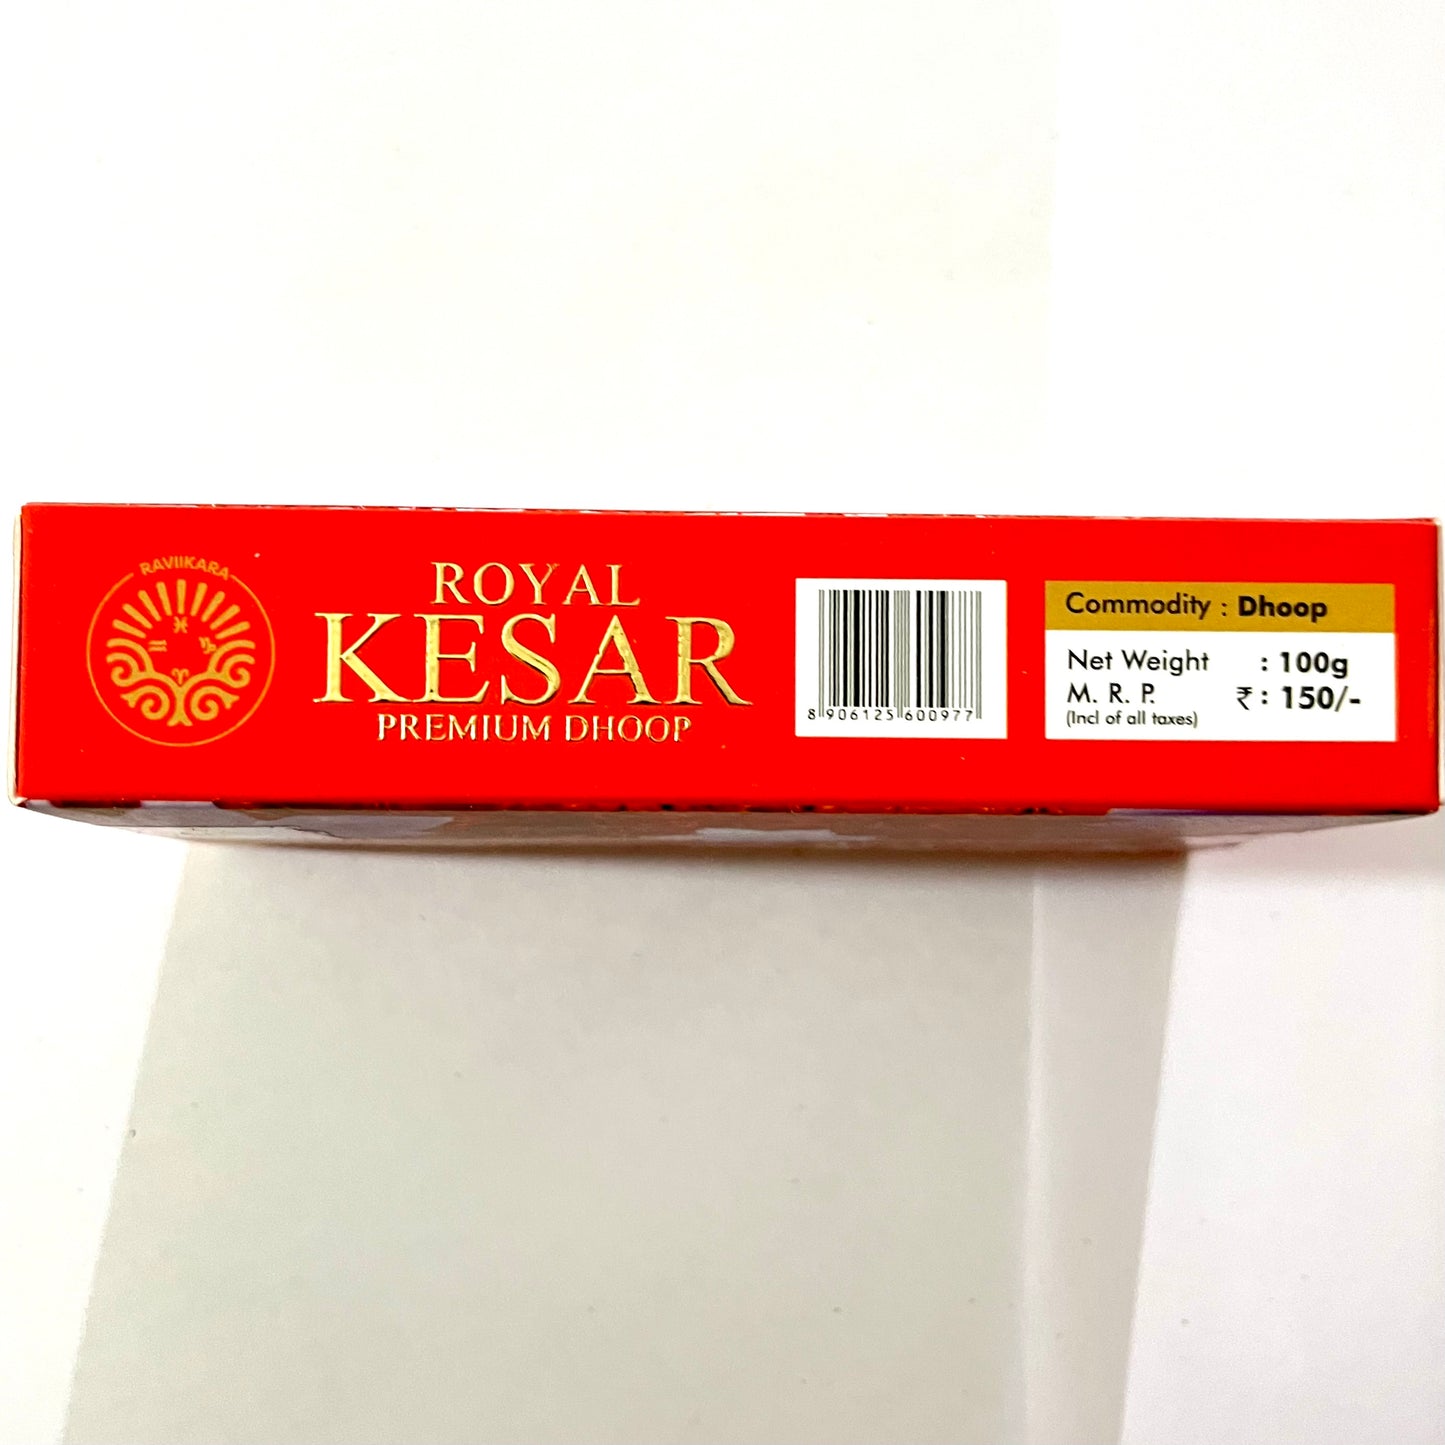 RAVIIKARA
ROYAL
KESAR
PREMIUM DHOOP
8 906125 600977
Commodity : Dhoop
Net Weight : 100g
M. R. P. ₹ : 150/-
(Incl of all taxes)